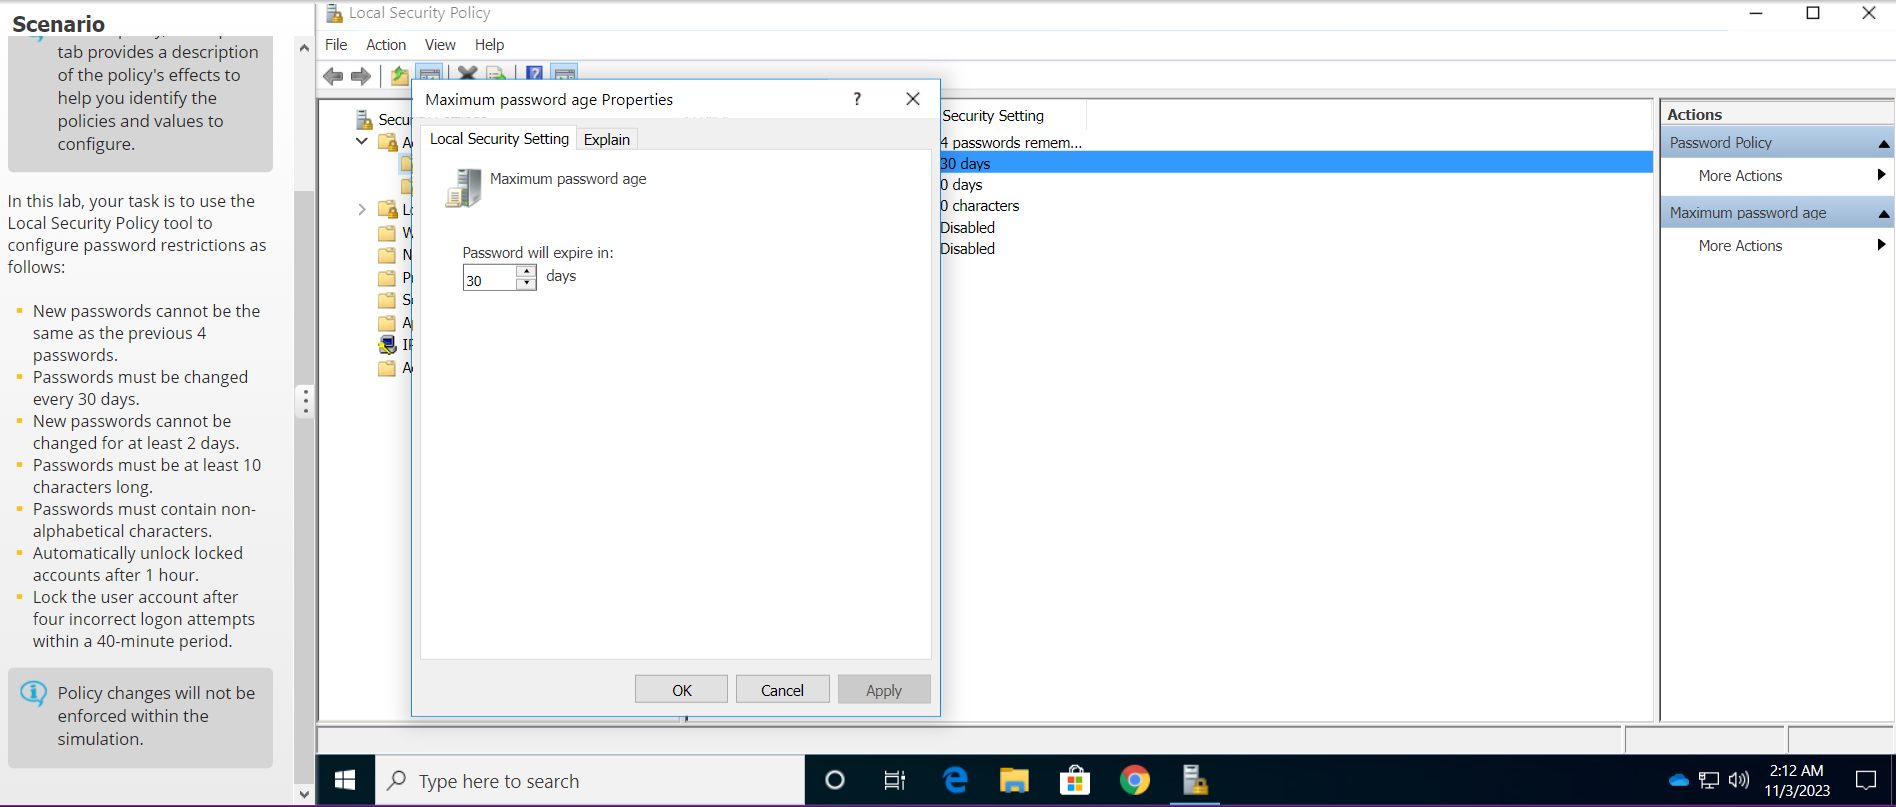 Scenario
tab provides a description
of the policy's effects to
help you identify the
policies and values to
configure.
In this lab, your task is to use the
Local Security Policy tool to
configure password restrictions as
follows:
New passwords cannot be the
same as the previous 4
passwords.
Passwords must be changed
every 30 days.
New passwords cannot be
changed for at least 2 days.
Passwords must be at least 10
characters long.
Passwords must contain non-
alphabetical characters.
Automatically unlock locked
accounts after 1 hour.
Lock the user account after
four incorrect logon attempts
within a 40-minute period.
Policy changes will not be
enforced within the
simulation.
Local Security Policy
File Action View Help
Maximum password age Properties
Local Security Setting Explain
Maximum password age
Password will expire in:
30 days
OK Cancel Apply
Security Setting
4 passwords remem...
30 days
0 days
0 characters
Disabled
Disabled
Actions
Password Policy
More Actions
Maximum password age
More Actions
Type here to search
2:12 AM
11/3/2023